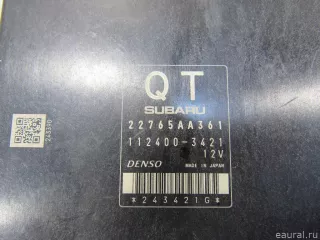 QT
SUBARU
22765AA361
112400-3421
12V
DENSO MADE IN JAPAN
*243421G*
eaural.ru